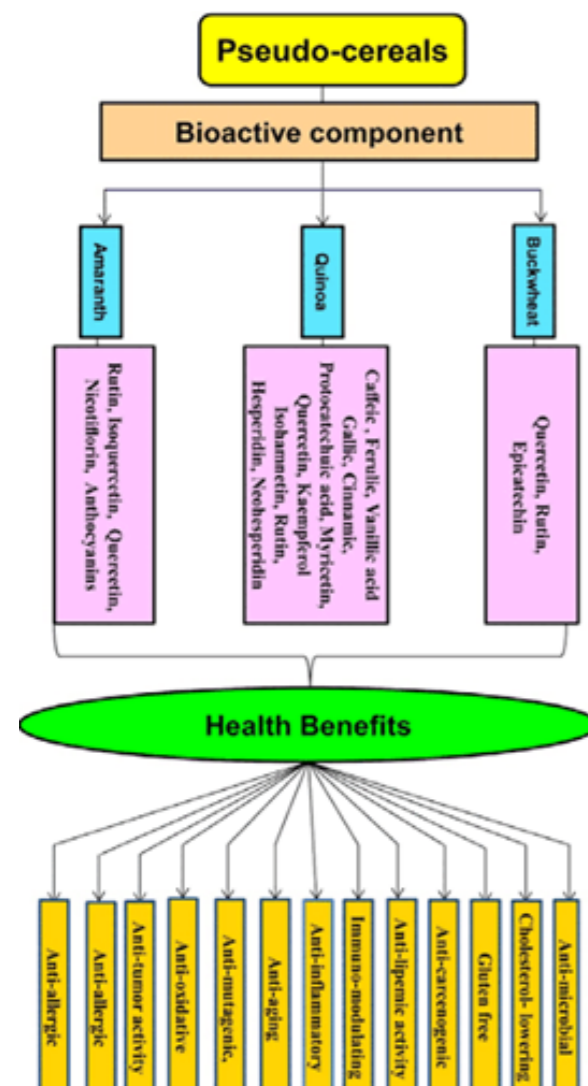 Pseudo-cereals
Bioactive component
Amaranth
Quinoa
Buckwheat
Rutin, Isoquercetin, Quercetin,
Nicotiflorin, Anthocyanins
Caffeic , Ferulic, Vanillic acid
Gallic, Cinnamic,
Protocatechuic acid, Myricetin,
Quercetin, Kaempferol
Isohamnetin, Rutin,
Hesperidin, Neohesperidin
Quercetin, Rutin,
Epicatechin
Health Benefits
Anti-allergic
Anti-allergic
Anti-tumor activity
Anti-oxidative
Anti-mutagenic,
Anti-aging
Anti-inflammatory
Immuno-modulating
Anti-lipemic activity
Anti-carcenogenic
Gluten free
Cholesterol- lowering
Anti-microbial